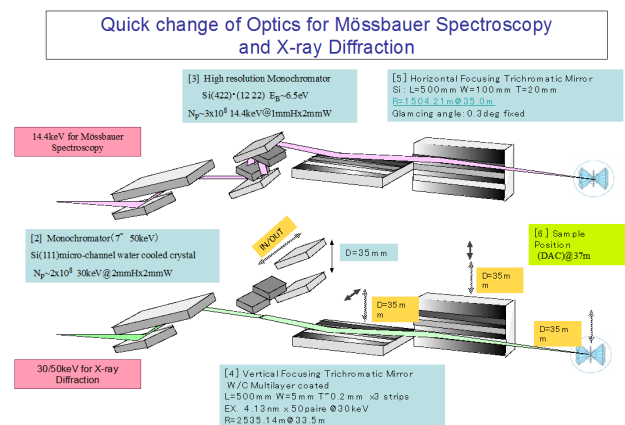 Quick change of Optics for Mössbauer Spectroscopy
and X-ray Diffraction
[3] High resolution Monochromator
Si(422)・(12 22) E_B~6.5eV
N_P~3x10⁸ 14.4keV@1mmHx2mmW
[5] Horizontal Focusing Trichromatic Mirror
Si: L=500mm W=100mm T=20mm
R=1504.21m@35.0m
Glamcing angle: 0.3deg fixed
14.4keV for Mössbauer
Spectroscopy
[2] Monochromator(7~ 50keV)
Si(111)micro-channel water cooled crystal
N_P~2x10⁸ 30keV@2mmHx2mmW
IN/OUT
D=35mm
[6] Sample
Position
(DAC)@37m
D=35m
m
D=35m
m
D=35m
m
30/50keV for X-ray
Diffraction
[4] Vertical Focusing Trichromatic Mirror
W/C Multilayer coated
L=500mm W=5mm T~0.2mm x3 strips
EX. 4.13nm x 50paire @30keV
R=2535.14m@33.5m